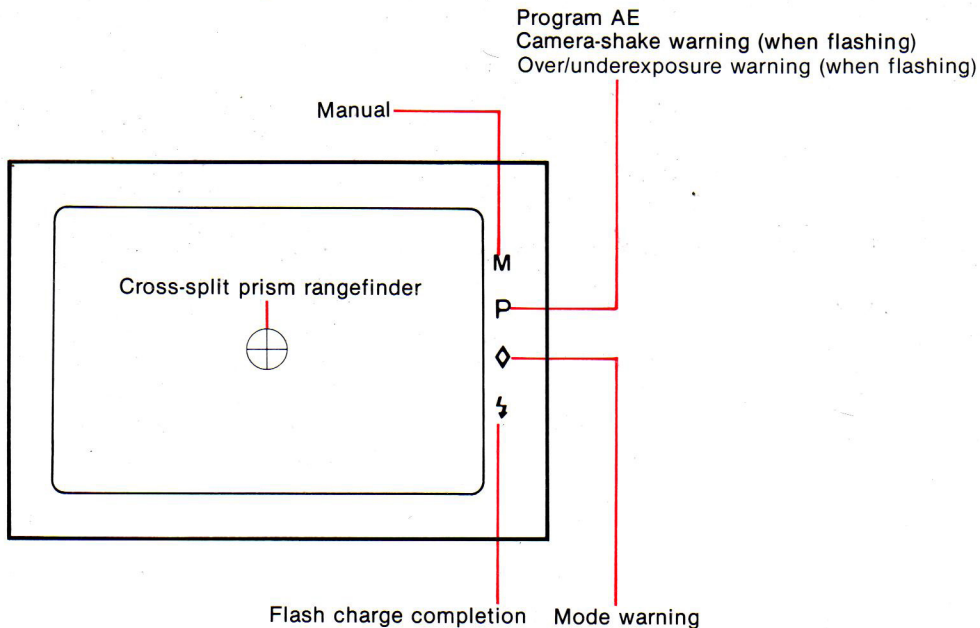 Program AE
Camera-shake warning (when flashing)
Over/underexposure warning (when flashing)
Manual
M
Cross-split prism rangefinder
P
Flash charge completion
Mode warning